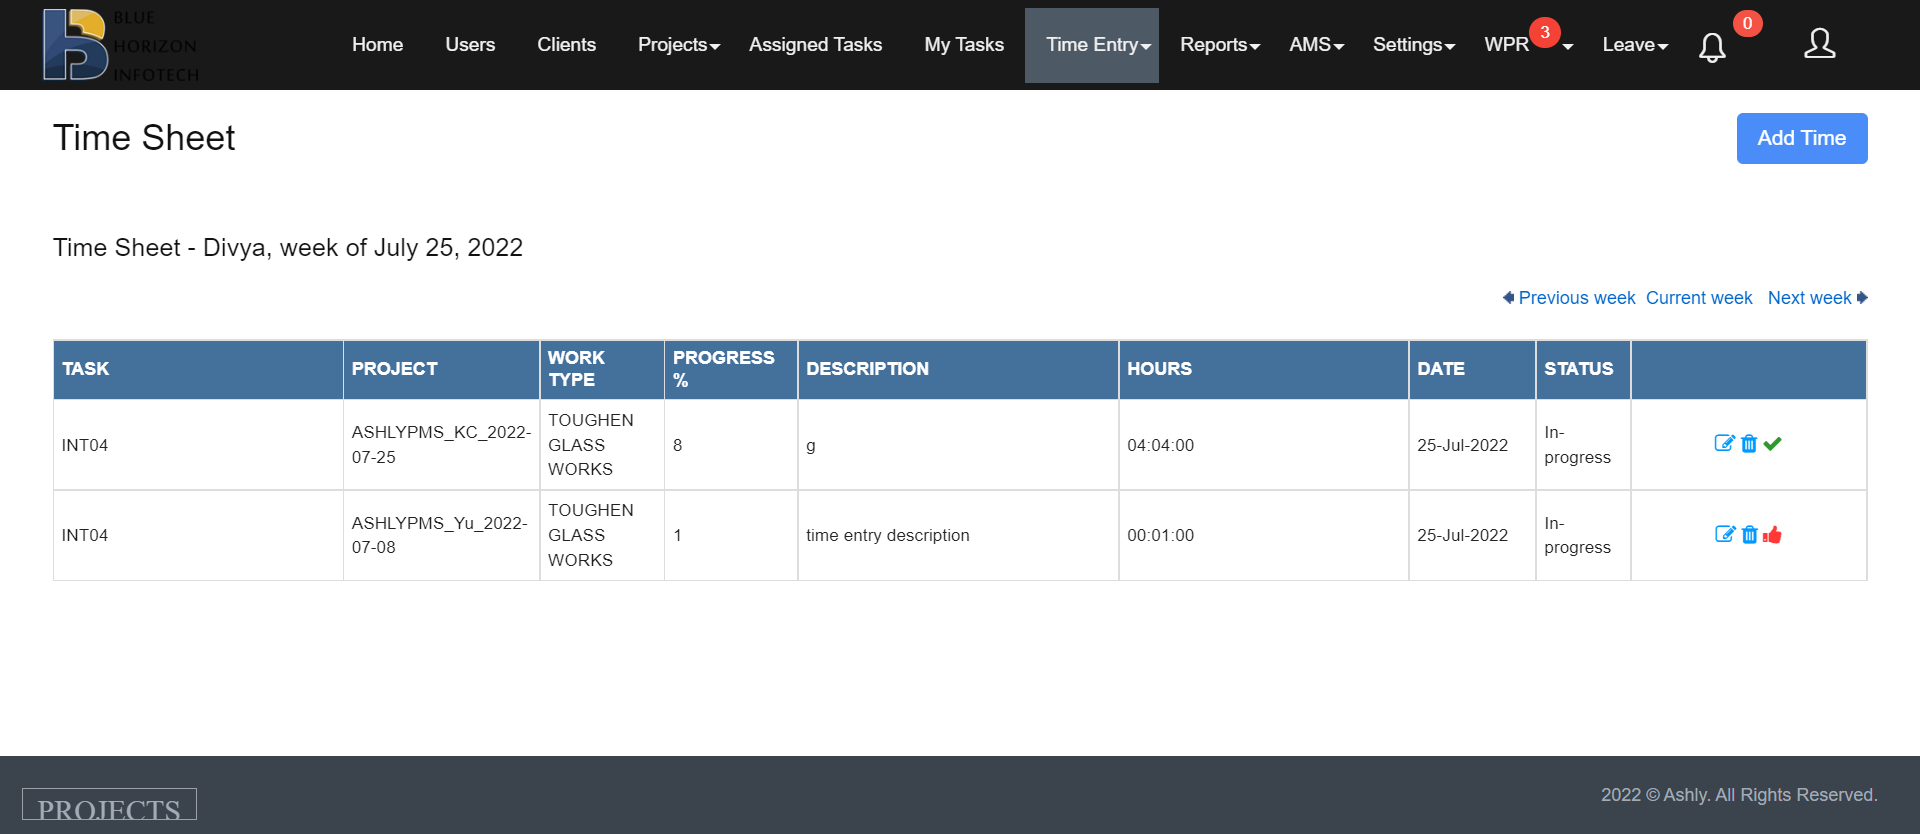 BLUE
HORIZON
INFOTECH
Home Users Clients Projects Assigned Tasks My Tasks Time Entry Reports AMS Settings WPR 3 Leave 0
Time Sheet
Add Time
Time Sheet - Divya, week of July 25, 2022
Previous week Current week Next week
TASK PROJECT WORK TYPE PROGRESS % DESCRIPTION HOURS DATE STATUS
INT04 ASHLYPMS_KC_2022-07-25 TOUGHEN GLASS WORKS 8 g 04:04:00 25-Jul-2022 In-progress
INT04 ASHLYPMS_Yu_2022-07-08 TOUGHEN GLASS WORKS 1 time entry description 00:01:00 25-Jul-2022 In-progress
PROJECTS
2022 © Ashly. All Rights Reserved.